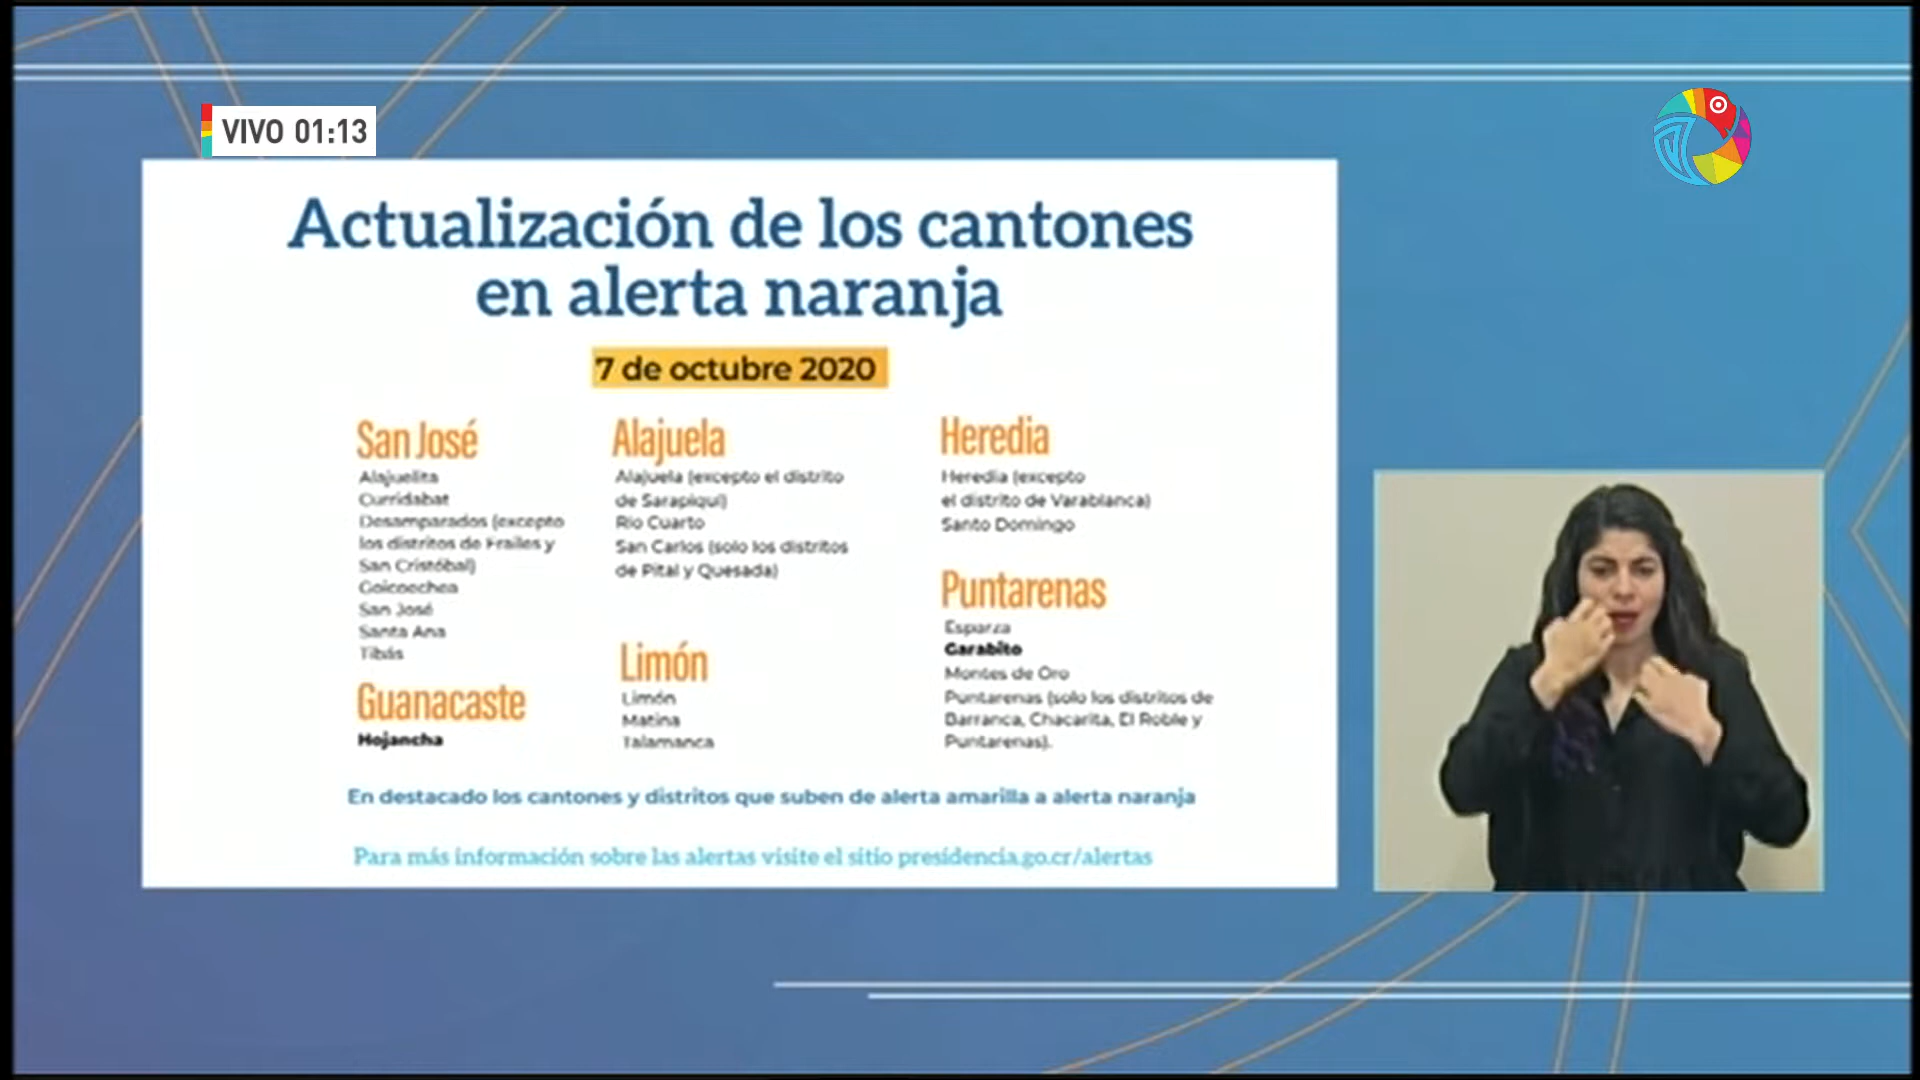 VIVO 01:13
Actualización de los cantones
en alerta naranja
7 de octubre 2020
San José
Alajuelita
Curridabat
Desamparados (excepto
los distritos de Frailes y
San Cristóbal)
Goicoechea
San José
Santa Ana
Tibás
Guanacaste
Hojancha
Alajuela
Alajuela (excepto el distrito
de Sarapiquí)
Río Cuarto
San Carlos (solo los distritos
de Pital y Quesada)
Limón
Limón
Matina
Talamanca
Heredia
Heredia (excepto
el distrito de Varablanca)
Santo Domingo
Puntarenas
Esparza
Garabito
Montes de Oro
Puntarenas (solo los distritos de
Barranca, Chacarita, El Roble y
Puntarenas).
En destacado los cantones y distritos que suben de alerta amarilla a alerta naranja
Para más información sobre las alertas visite el sitio presidencia.go.cr/alertas